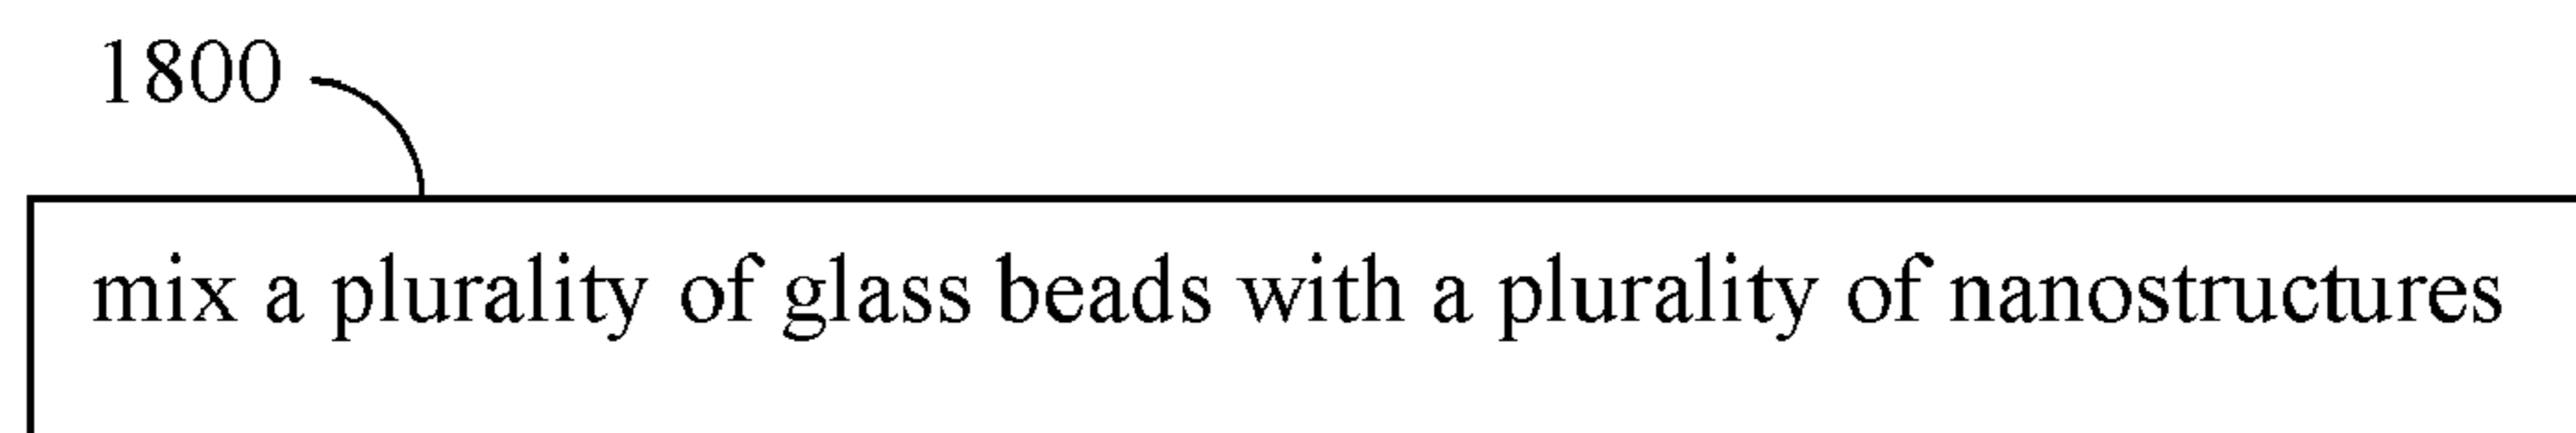 1800
mix a plurality of glass beads with a plurality of nanostructures